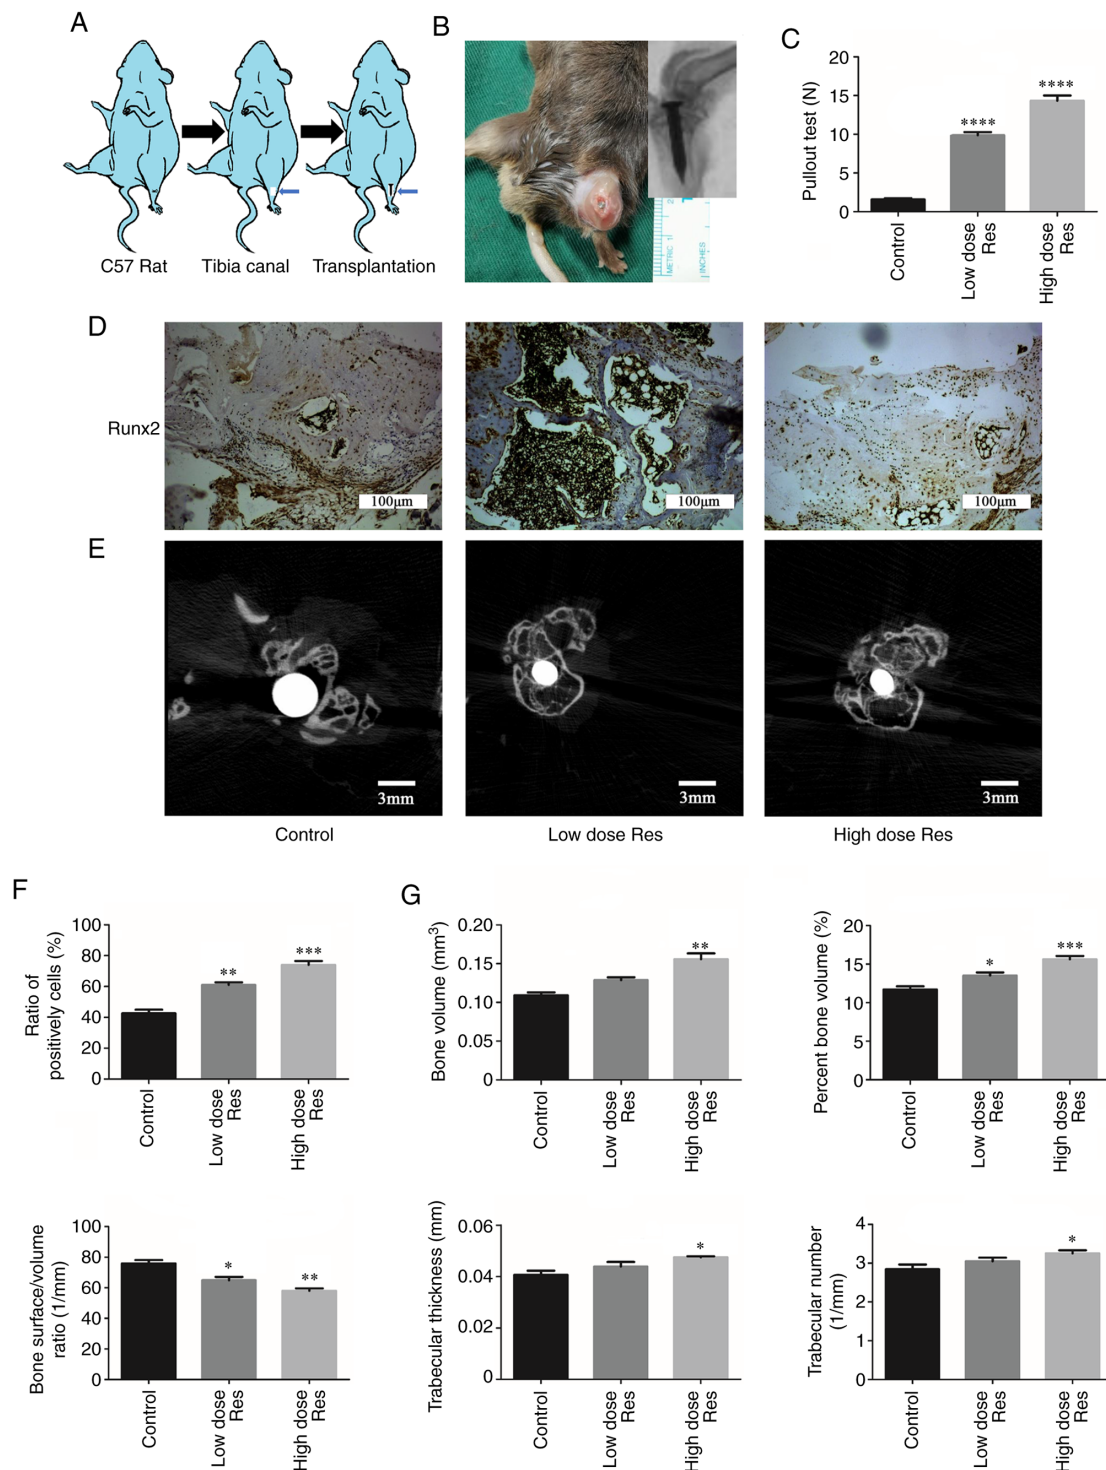 A
C57 Rat
Tibia canal
Transplantation
B
METRIC 1
2
INCHES
C
Pullout test (N)
20
15
10
5
0
****
****
Control
Low dose
Res
High dose
Res
D
Runx2
100μm
100μm
100μm
E
3mm
3mm
3mm
Control
Low dose Res
High dose Res
F
Ratio of
positively cells (%)
100
80
60
40
20
0
**
***
Control
Low dose
Res
High dose
Res
G
Bone volume (mm³)
0.20
0.15
0.10
0.05
0
**
Control
Low dose
Res
High dose
Res
Percent bone volume (%)
20
15
10
5
0
*
***
Control
Low dose
Res
High dose
Res
Bone surface/volume
ratio (1/mm)
100
80
60
40
20
0
*
**
Control
Low dose
Res
High dose
Res
Trabecular thickness (mm)
0.06
0.04
0.02
0
*
Control
Low dose
Res
High dose
Res
Trabecular number
(1/mm)
4
3
2
1
0
*
Control
Low dose
Res
High dose
Res